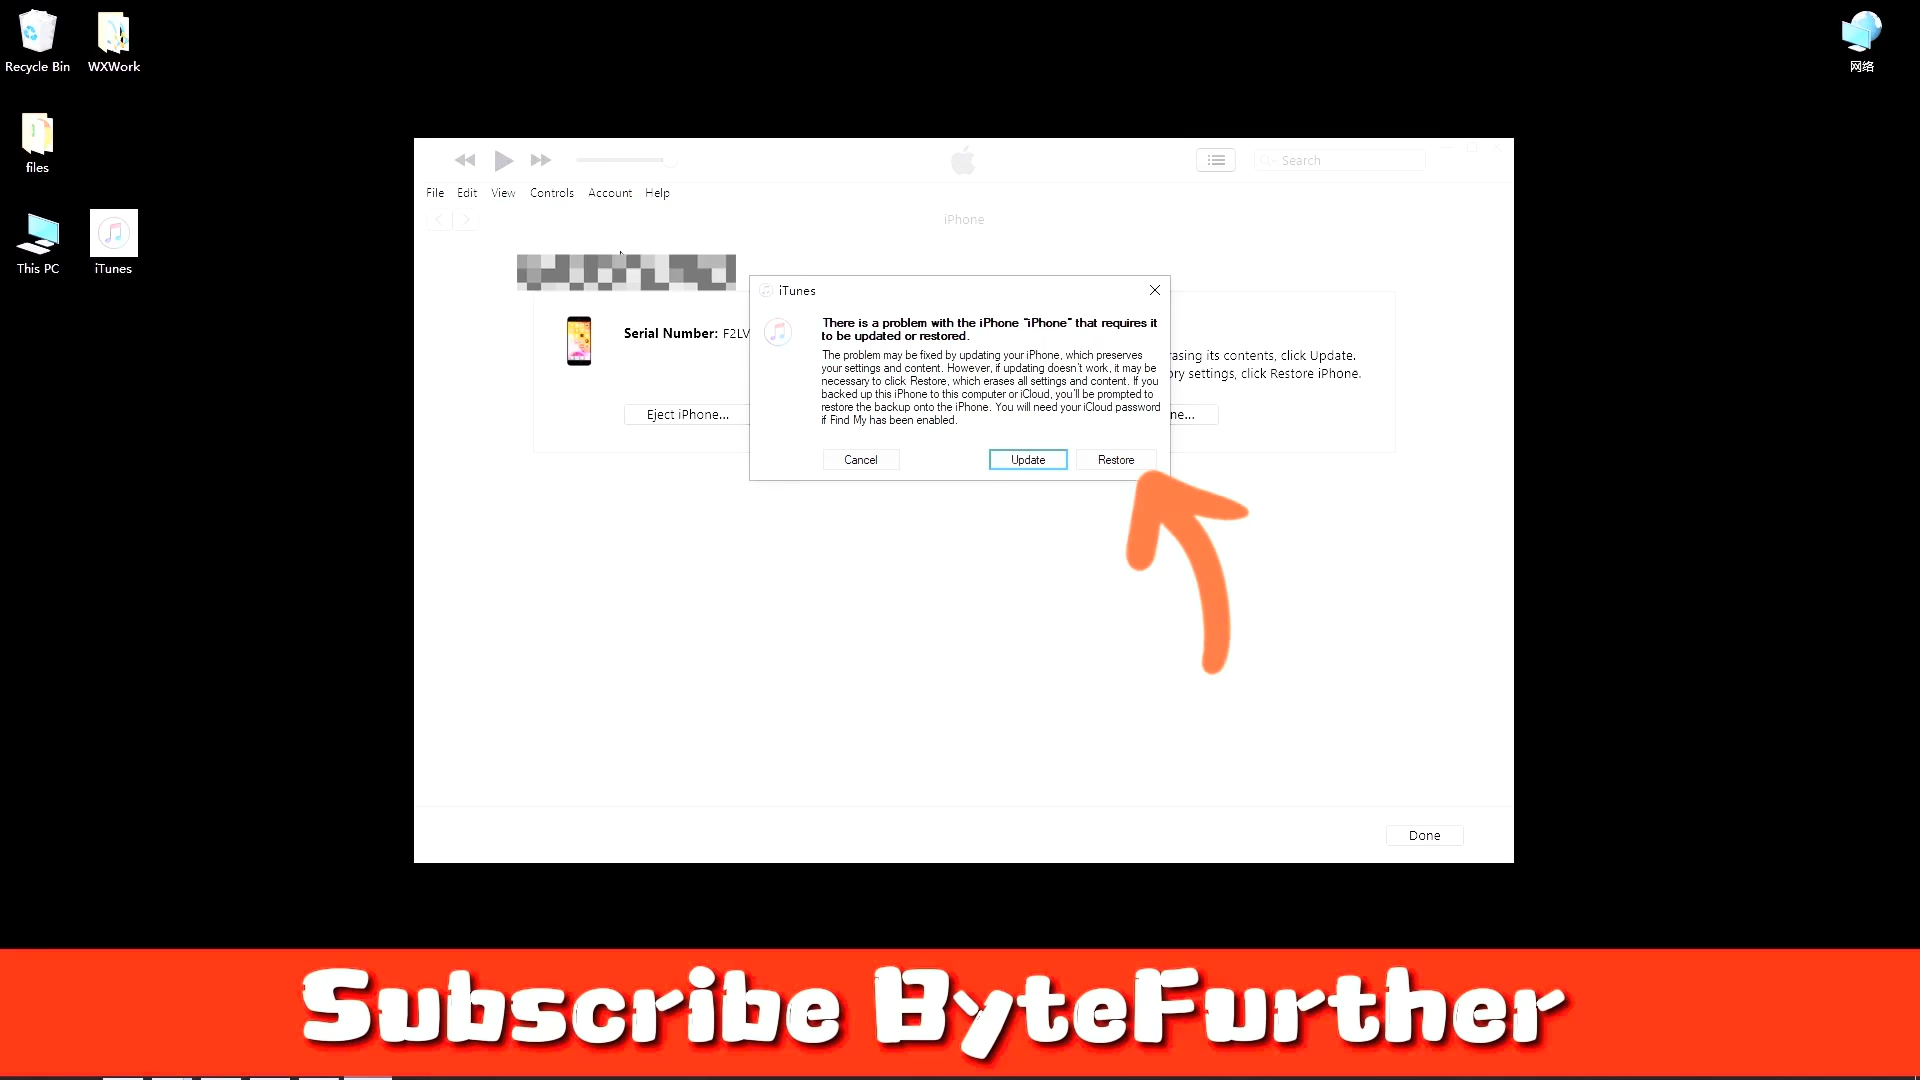 Recycle Bin
WXWork
网络
files
This PC
iTunes
Search
File Edit View Controls Account Help
iPhone
iTunes
There is a problem with the iPhone “iPhone” that requires it
to be updated or restored.
The problem may be fixed by updating your iPhone, which preserves
your settings and content. However, if updating doesn't work, it may be
necessary to click Restore, which erases all settings and content. If you
backed up this iPhone to this computer or iCloud, you'll be prompted to
restore the backup onto the iPhone. You will need your iCloud password
if Find My has been enabled.
Cancel Update Restore
Serial Number: F2LV
asing its contents, click Update.
ory settings, click Restore iPhone.
Eject iPhone...
ne...
Done
Subscribe ByteFurther